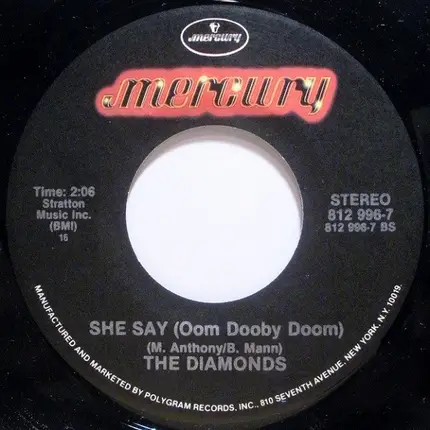 mercury
mercury
Time: 2:06
Stratton
Music Inc.
(BMI)
16
STEREO
812 996-7
812 996-7 BS
SHE SAY (Oom Dooby Doom)
(M. Anthony/B. Mann)
THE DIAMONDS
MANUFACTURED AND MARKETED BY POLYGRAM RECORDS, INC., 810 SEVENTH AVENUE, NEW YORK, N.Y. 10019.